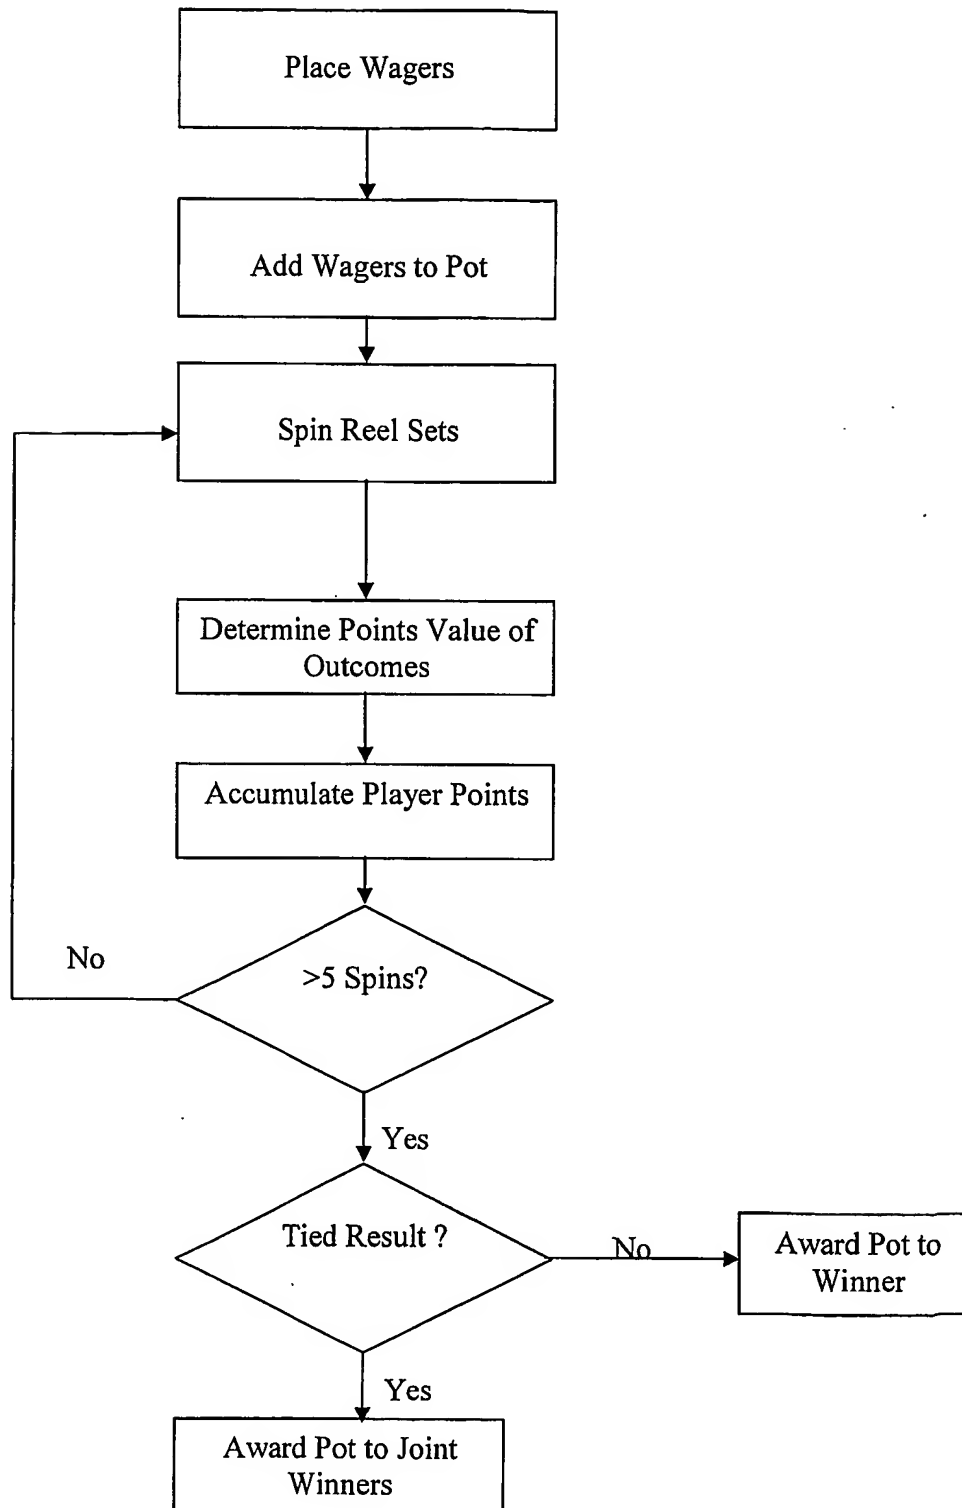 Place Wagers
Add Wagers to Pot
Spin Reel Sets
Determine Points Value of
Outcomes
Accumulate Player Points
No
>5 Spins?
Yes
Tied Result ?
No
Award Pot to
Winner
Yes
Award Pot to Joint
Winners